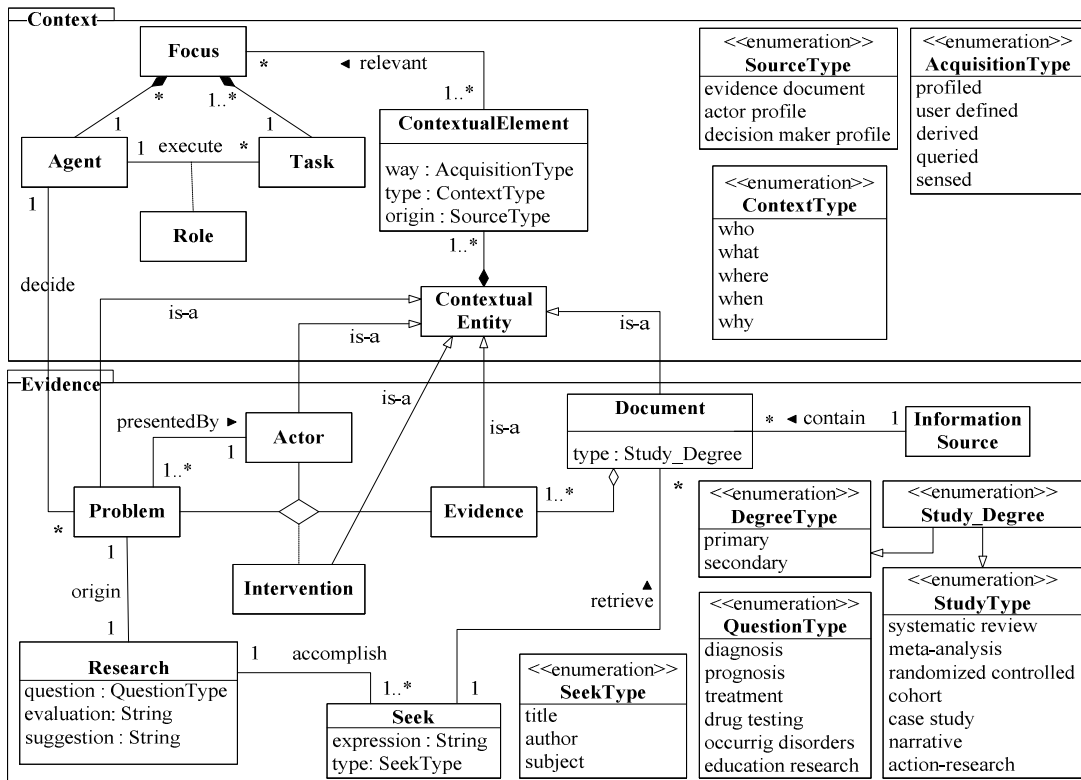 Context
Focus
*
◄ relevant
*
1..*
1..*
1
1
ContextualElement
way : AcquisitionType
type : ContextType
origin : SourceType
Agent
1
execute
*
Task
1
Role
1..*
decide
Contextual
Entity
is-a
is-a
is-a
is-a
is-a
<<enumeration>>
SourceType
evidence document
actor profile
decision maker profile
<<enumeration>>
AcquisitionType
profiled
user defined
derived
queried
sensed
<<enumeration>>
ContextType
who
what
where
when
why
Evidence
presentedBy ►
Actor
1
1..*
Document
type : Study_Degree
*
◄ contain
1
Information
Source
Problem
*
1
Evidence
1..*
*
Intervention
origin
1
retrieve
▲
<<enumeration>>
DegreeType
primary
secondary
Study_Degree
<<enumeration>>
StudyType
systematic review
meta-analysis
randomized controlled
cohort
case study
narrative
action-research
<<enumeration>>
QuestionType
diagnosis
prognosis
treatment
drug testing
occurrig disorders
education research
Research
question : QuestionType
evaluation: String
suggestion : String
1
accomplish
1..*
1
Seek
expression : String
type: SeekType
<<enumeration>>
SeekType
title
author
subject